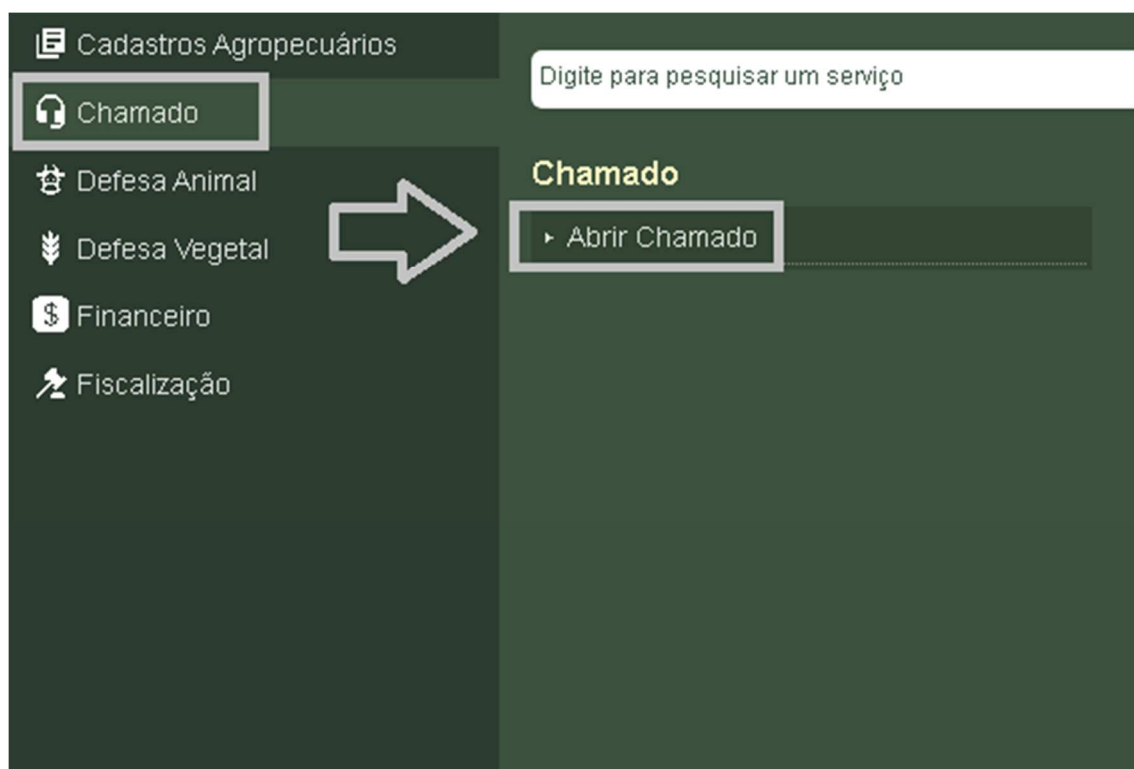 Cadastros Agropecuários
Chamado
Defesa Animal
Defesa Vegetal
$ Financeiro
Fiscalização
Digite para pesquisar um serviço
Chamado
Abrir Chamado